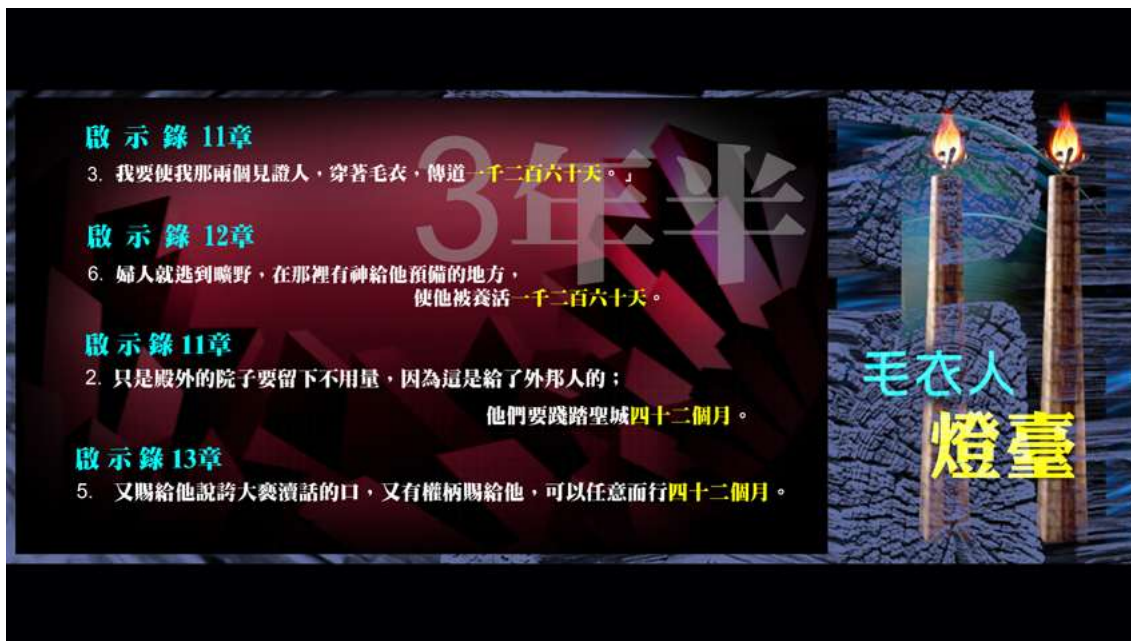 3年半
啟示錄 11章
3. 我要使我那兩個見證人，穿著毛衣，傳道一千二百六十天。」
啟示錄 12章
6. 婦人就逃到曠野，在那裡有神給他預備的地方，
使他被養活一千二百六十天。
啟示錄 11章
2. 只是殿外的院子要留下不用量，因為這是給了外邦人的；
他們要踐踏聖城四十二個月。
啟示錄 13章
5. 又賜給他說誇大褻瀆話的口，又有權柄賜給他，可以任意而行四十二個月。
毛衣人
燈臺